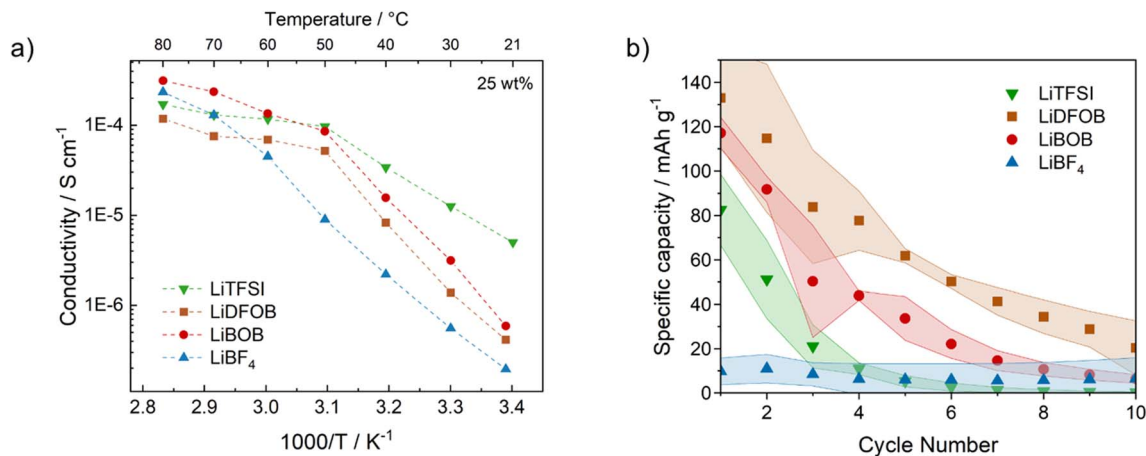 a)
Temperature / °C
80 70 60 50 40 30 21
25 wt%
1E-4
1E-5
1E-6
Conductivity / S cm⁻¹
LiTFSI
LiDFOB
LiBOB
LiBF₄
2.8 2.9 3.0 3.1 3.2 3.3 3.4
1000/T / K⁻¹
b)
140
120
100
80
60
40
20
0
Specific capacity / mAh g⁻¹
LiTFSI
LiDFOB
LiBOB
LiBF₄
2 4 6 8 10
Cycle Number